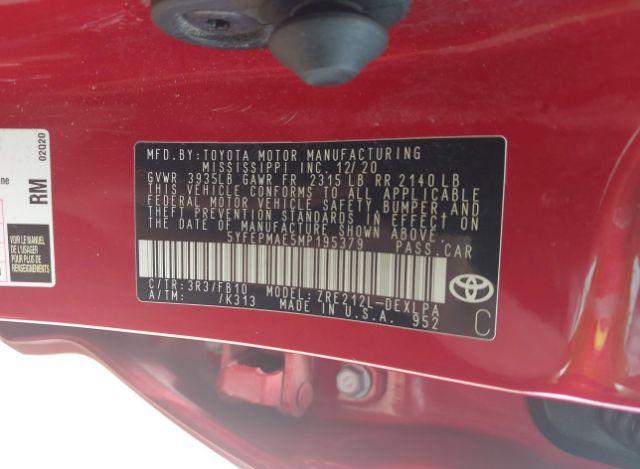 MFD. BY: TOYOTA MOTOR MANUFACTURING
MISSISSIPPI INC. 12/20
GVWR 3935LB GAWR FR 2315LB RR 2140LB
THIS VEHICLE CONFORMS TO ALL APPLICABLE
FEDERAL MOTOR VEHICLE SAFETY BUMPER, AND
THEFT PREVENTION STANDARDS IN EFFECT ON
THE DATE OF MANUFACTURE SHOWN ABOVE.
5YFEPMAE5MP195379 PASS.CAR
C/TR:3R3/FB10 MODEL:ZRE212L-DEXLPA
A/TM: /K313 MADE IN U.S.A. 952
C
TOYOTA
RM
02020